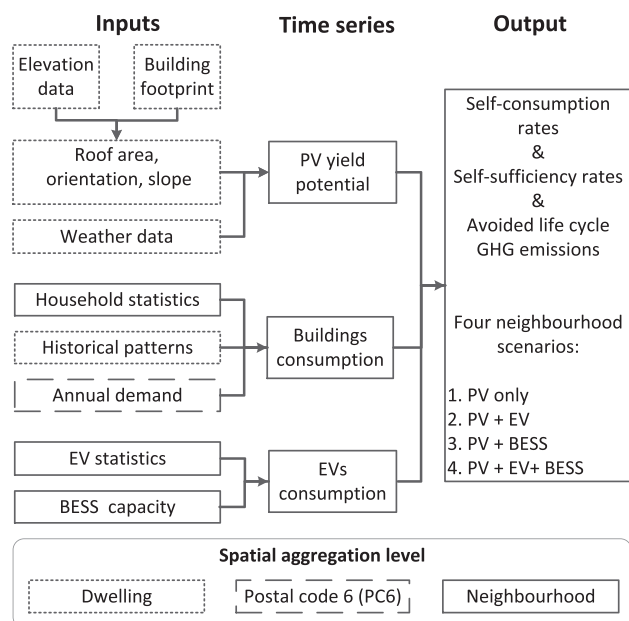 Inputs
Time series
Output
Elevation
data
Building
footprint
Roof area,
orientation, slope
Weather data
PV yield
potential
Household statistics
Historical patterns
Annual demand
Buildings
consumption
EV statistics
BESS capacity
EVs
consumption
Self-consumption
rates
&
Self-sufficiency rates
&
Avoided life cycle
GHG emissions
Four neighbourhood
scenarios:
1. PV only
2. PV + EV
3. PV + BESS
4. PV + EV+ BESS
Spatial aggregation level
Dwelling
Postal code 6 (PC6)
Neighbourhood